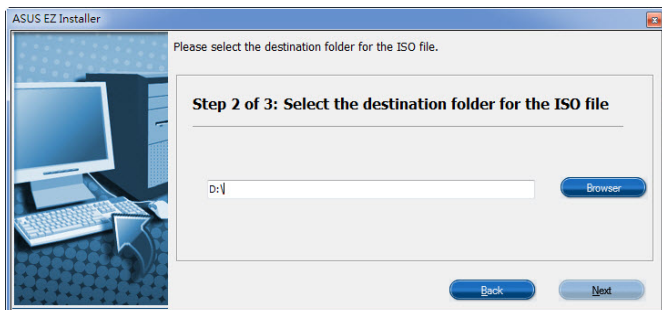 ASUS EZ Installer
Please select the destination folder for the ISO file.
Step 2 of 3: Select the destination folder for the ISO file
D:\
Browser
Back
Next